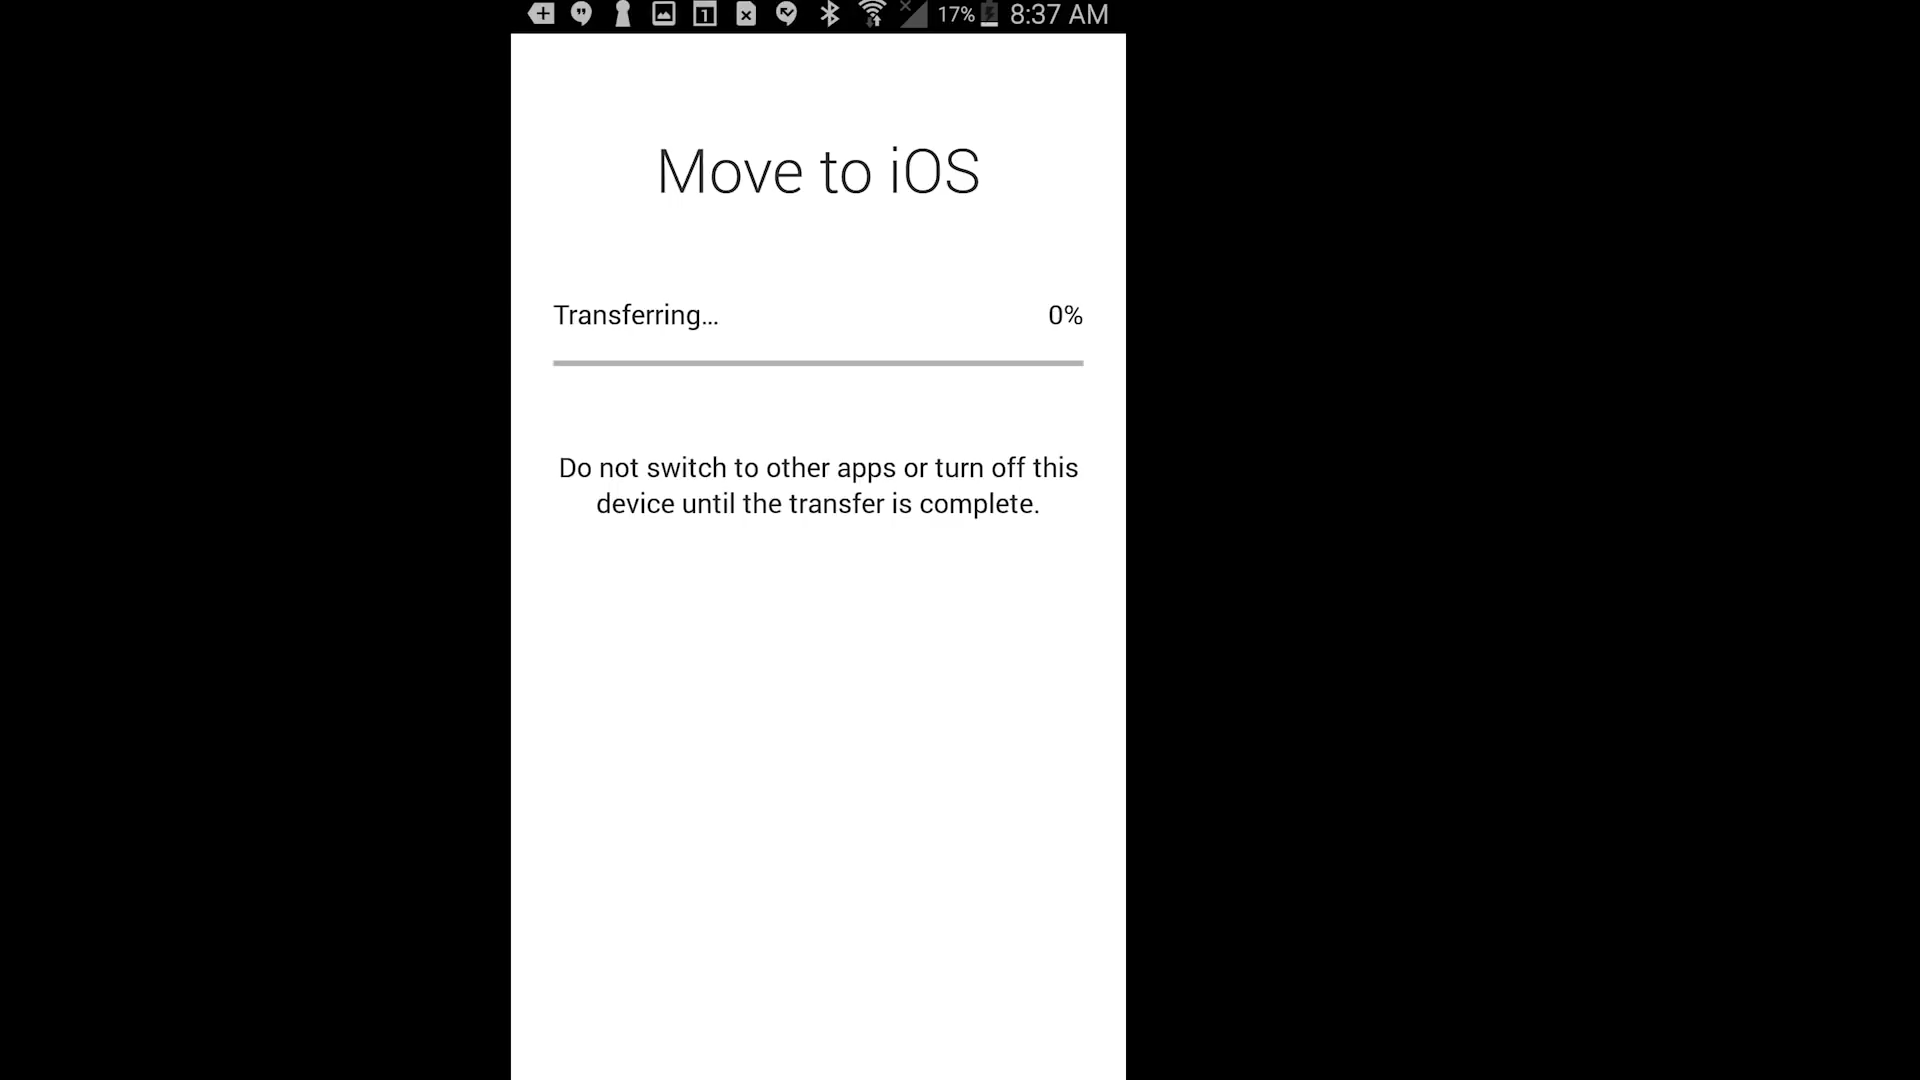 17% 8:37 AM
Move to iOS
Transferring... 0%
Do not switch to other apps or turn off this
device until the transfer is complete.